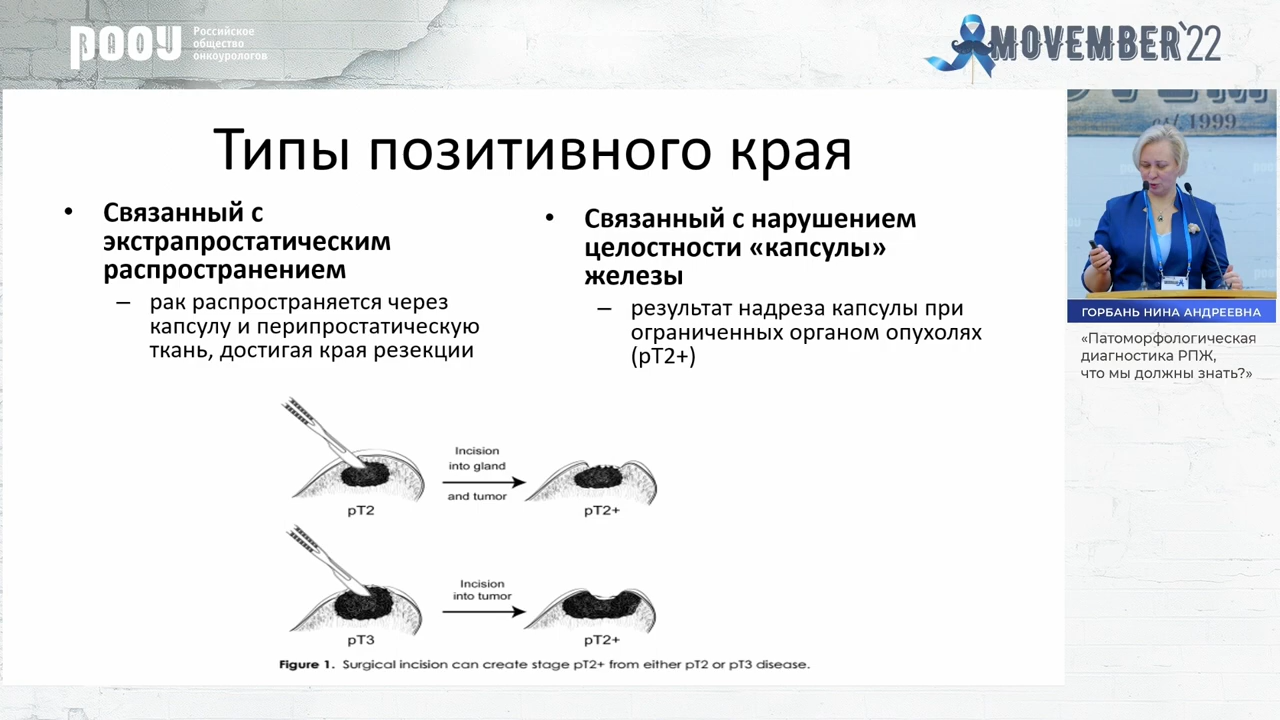 РООУ
Российское
общество
онкоурологов
MOVEMBER'22
Типы позитивного края
• Связанный с
экстрапростатическим
распространением
– рак распространяется через
капсулу и перипростатическую
ткань, достигая края резекции
• Связанный с нарушением
целостности «капсулы»
железы
– результат надреза капсулы при
ограниченных органом опухолях
(pT2+)
Incision
into gland
and tumor
pT2
pT2+
Incision
into tumor
pT3
pT2+
Figure 1. Surgical incision can create stage pT2+ from either pT2 or pT3 disease.
1999
ГОРБАНЬ НИНА АНДРЕЕВНА
«Патоморфологическая
диагностика РПЖ,
что мы должны знать?»